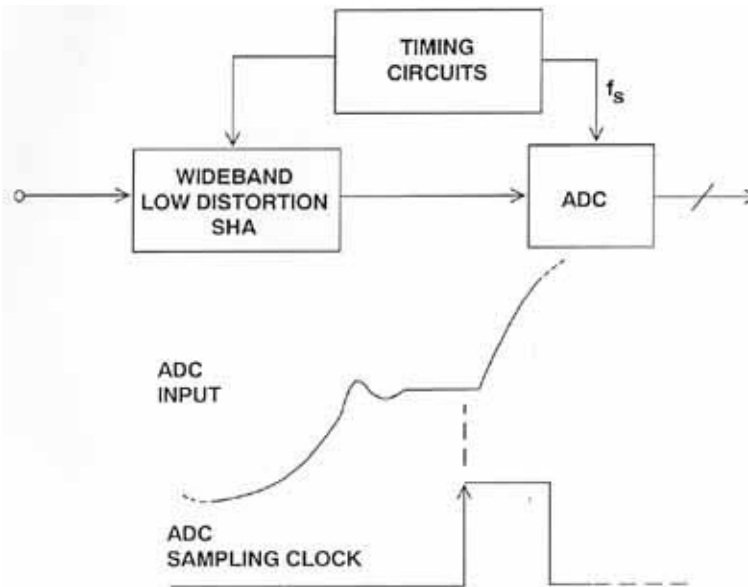 TIMING
CIRCUITS
fs
WIDEBAND
LOW DISTORTION
SHA
ADC
ADC
INPUT
ADC
SAMPLING CLOCK